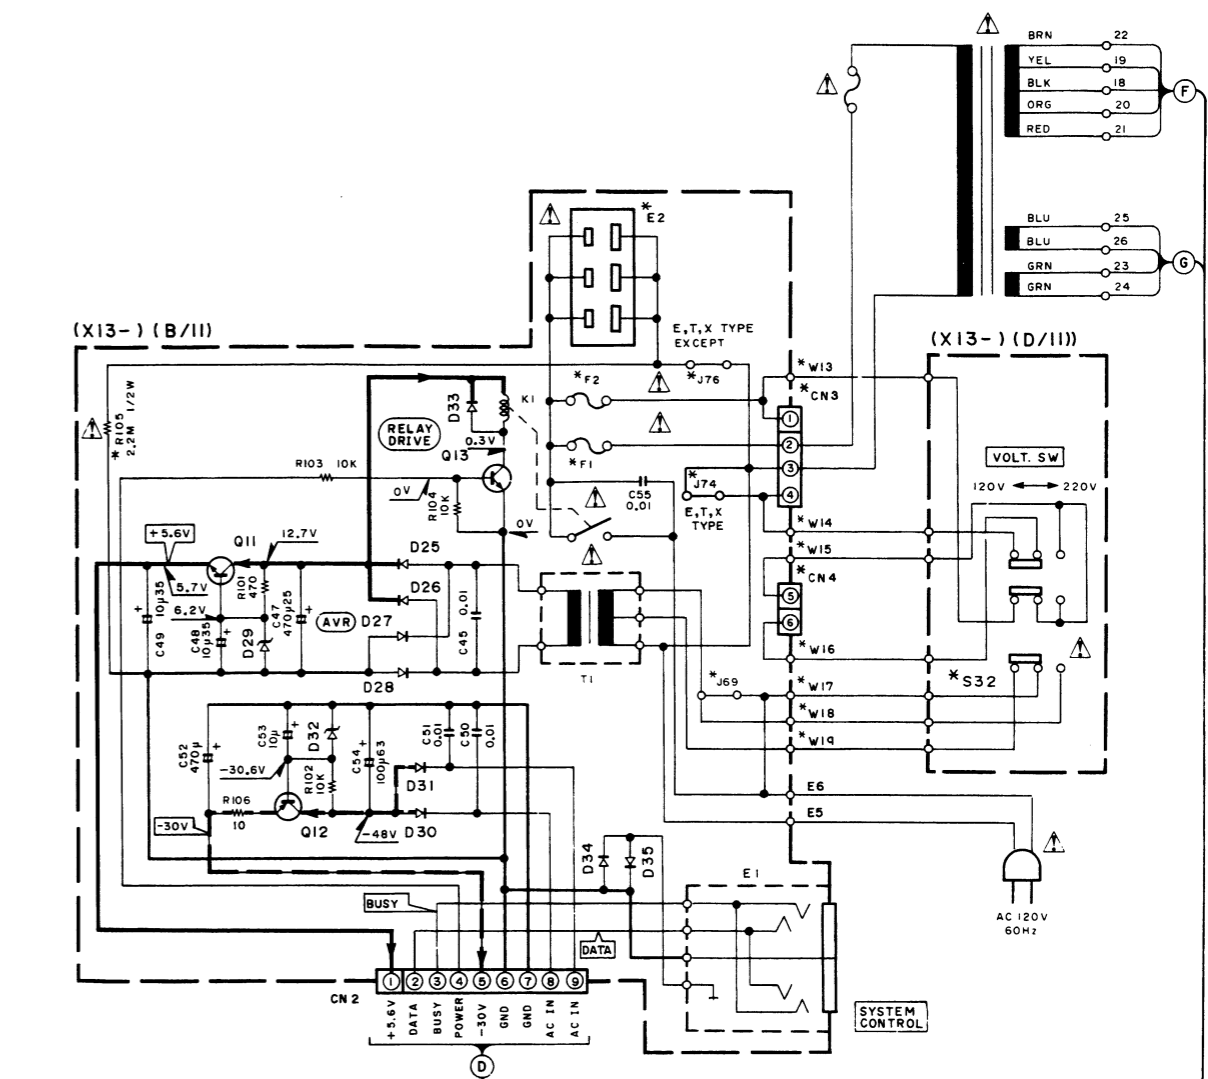 BRN 22
YEL 19
BLK 18
ORG 20
RED 21
F
BLU 25
BLU 26
GRN 23
GRN 24
G
*E2
(X13-) (B/11)
E,T,X TYPE
EXCEPT
*J76
(X13-) (D/11))
*W13
*F2
*CN3
K1
D33
*R105
2.2M 1/2W
RELAY
DRIVE
0.3V
Q13
1
2
3
4
*F1
VOLT. SW
R103 10K
R104
10K
0V
C55
0.01
*J74
E,T,X
TYPE
120V 220V
0V
*W14
+5.6V
Q11
12.7V
D25
*W15
5.7V
R101
470
D26
*CN4
10µ35
C49
6.2V
C48
10µ35
D29
C47
470µ25
AVR
D27
0.01
C45
5
6
*W16
D28
T1
*J69
*W17
*S32
*W18
C52
470µ
C53
10µ
D32
C54
100µ63
C51
0.01
C50
0.01
*W19
-30.6V
R102
10K
D31
R106
10
Q12
-48V
D30
-30V
E6
E5
D34
D35
E1
BUSY
DATA
AC 120V
60Hz
CN2
1 2 3 4 5 6 7 8 9
+5.6V
DATA
BUSY
POWER
-30V
GND
GND
AC IN
AC IN
SYSTEM
CONTROL
D